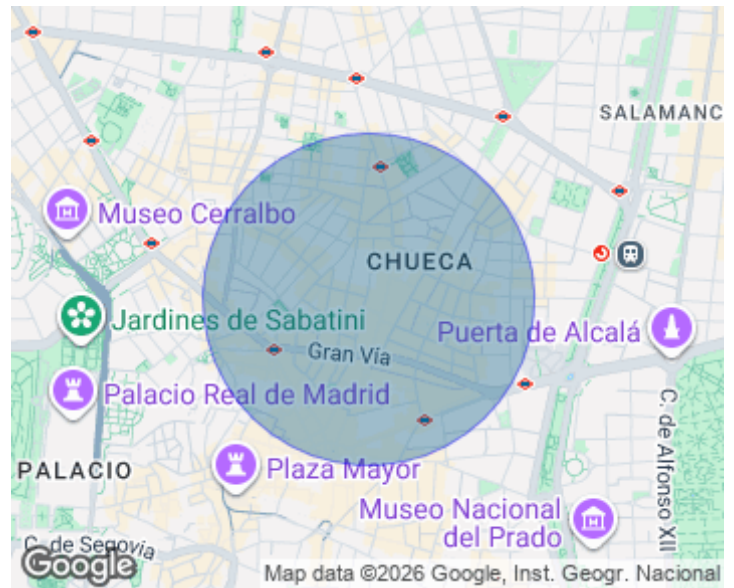 SALAMANC
Museo Cerralbo
CHUECA
Jardines de Sabatini
Puerta de Alcalá
Gran Vía
Palacio Real de Madrid
PALACIO
Plaza Mayor
C. de Alfonso XII
Museo Nacional
del Prado
C. de Segovia
Google
Map data ©2026 Google, Inst. Geogr. Nacional